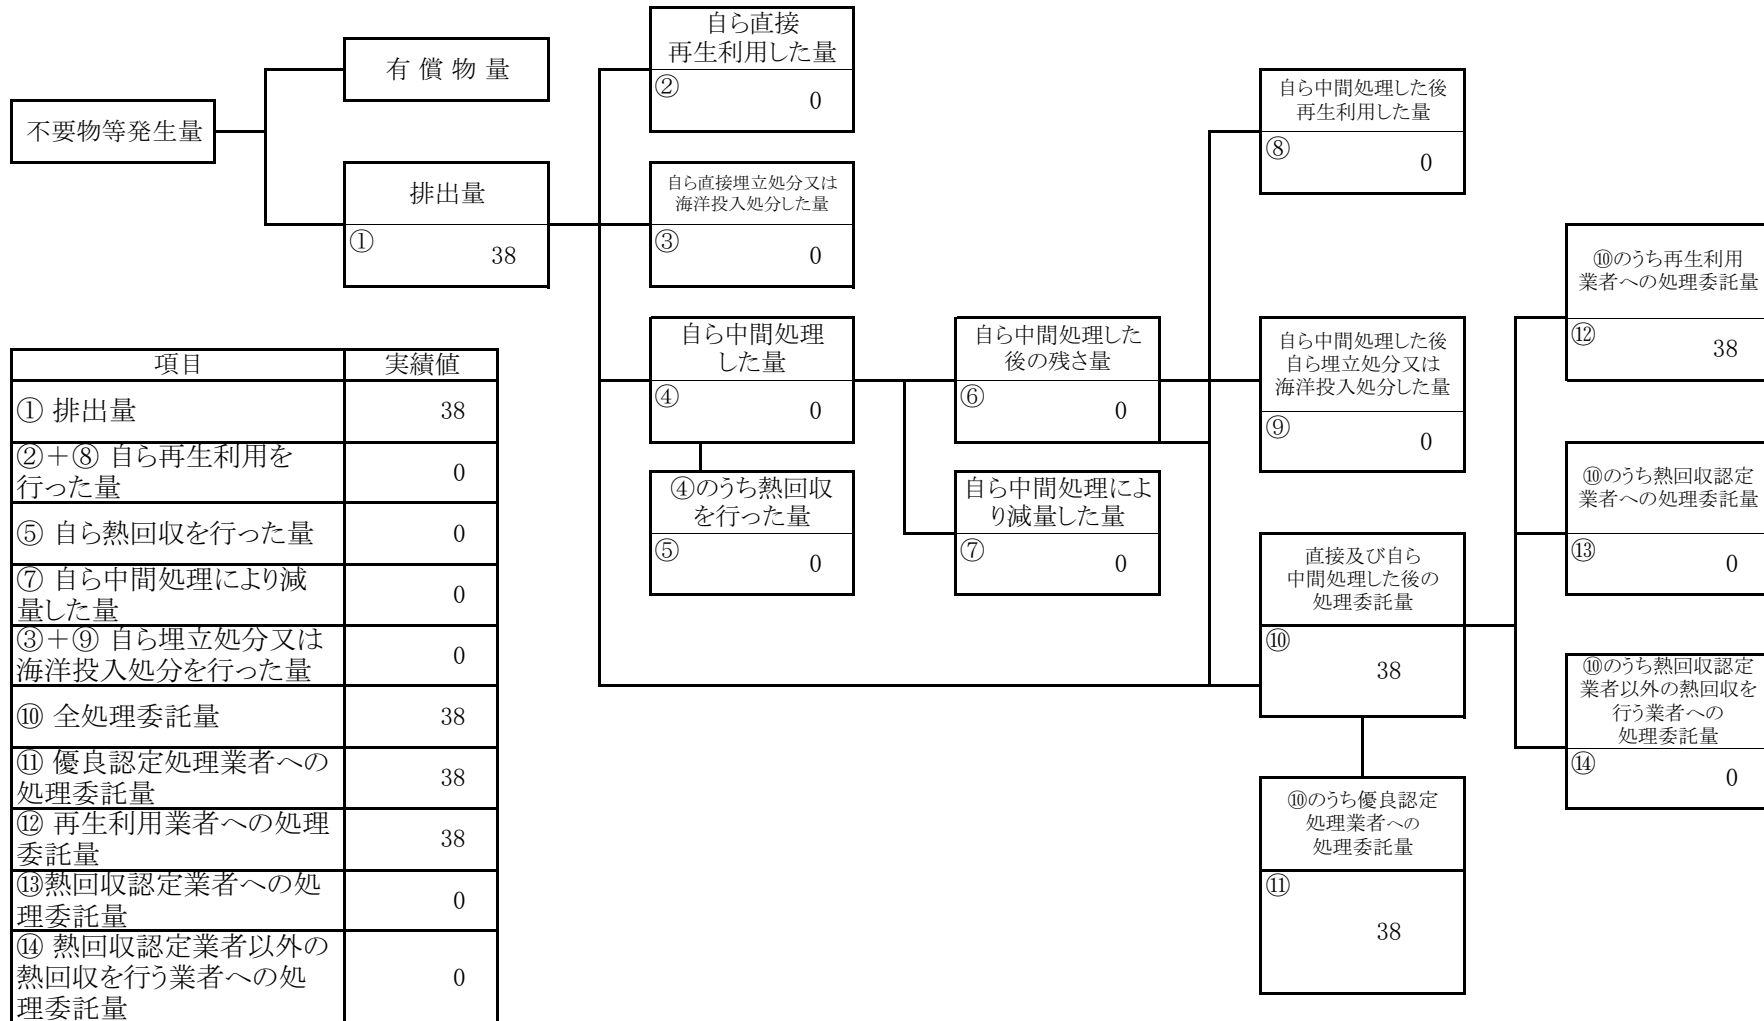 自ら直接
再生利用した量
②
0
有 償 物 量
不要物等発生量
自ら中間処理した後
再生利用した量
⑧
0
排出量
①
38
自ら直接埋立処分又は
海洋投入処分した量
③
0
⑩のうち再生利用
業者への処理委託量
⑫
38
自ら中間処理
した量
④
0
自ら中間処理した
後の残さ量
⑥
0
自ら中間処理した後
自ら埋立処分又は
海洋投入処分した量
⑨
0
④のうち熱回収
を行った量
⑤
0
自ら中間処理によ
り減量した量
⑦
0
⑩のうち熱回収認定
業者への処理委託量
⑬
0
直接及び自ら
中間処理した後の
処理委託量
⑩
38
⑩のうち熱回収認定
業者以外の熱回収を
行う業者への
処理委託量
⑭
0
⑩のうち優良認定
処理業者への
処理委託量
⑪
38
項目 実績値
① 排出量 38
②＋⑧ 自ら再生利用を
行った量 0
⑤ 自ら熱回収を行った量 0
⑦ 自ら中間処理により減
量した量 0
③＋⑨ 自ら埋立処分又は
海洋投入処分を行った量 0
⑩ 全処理委託量 38
⑪ 優良認定処理業者への
処理委託量 38
⑫ 再生利用業者への処理
委託量 38
⑬熱回収認定業者への処
理委託量 0
⑭ 熱回収認定業者以外の
熱回収を行う業者への処 0
理委託量